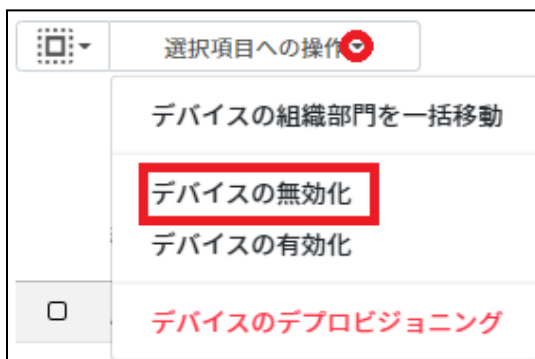 選択項目への操作
デバイスの組織部門を一括移動
デバイスの無効化
デバイスの有効化
デバイスのデプロビジョニング